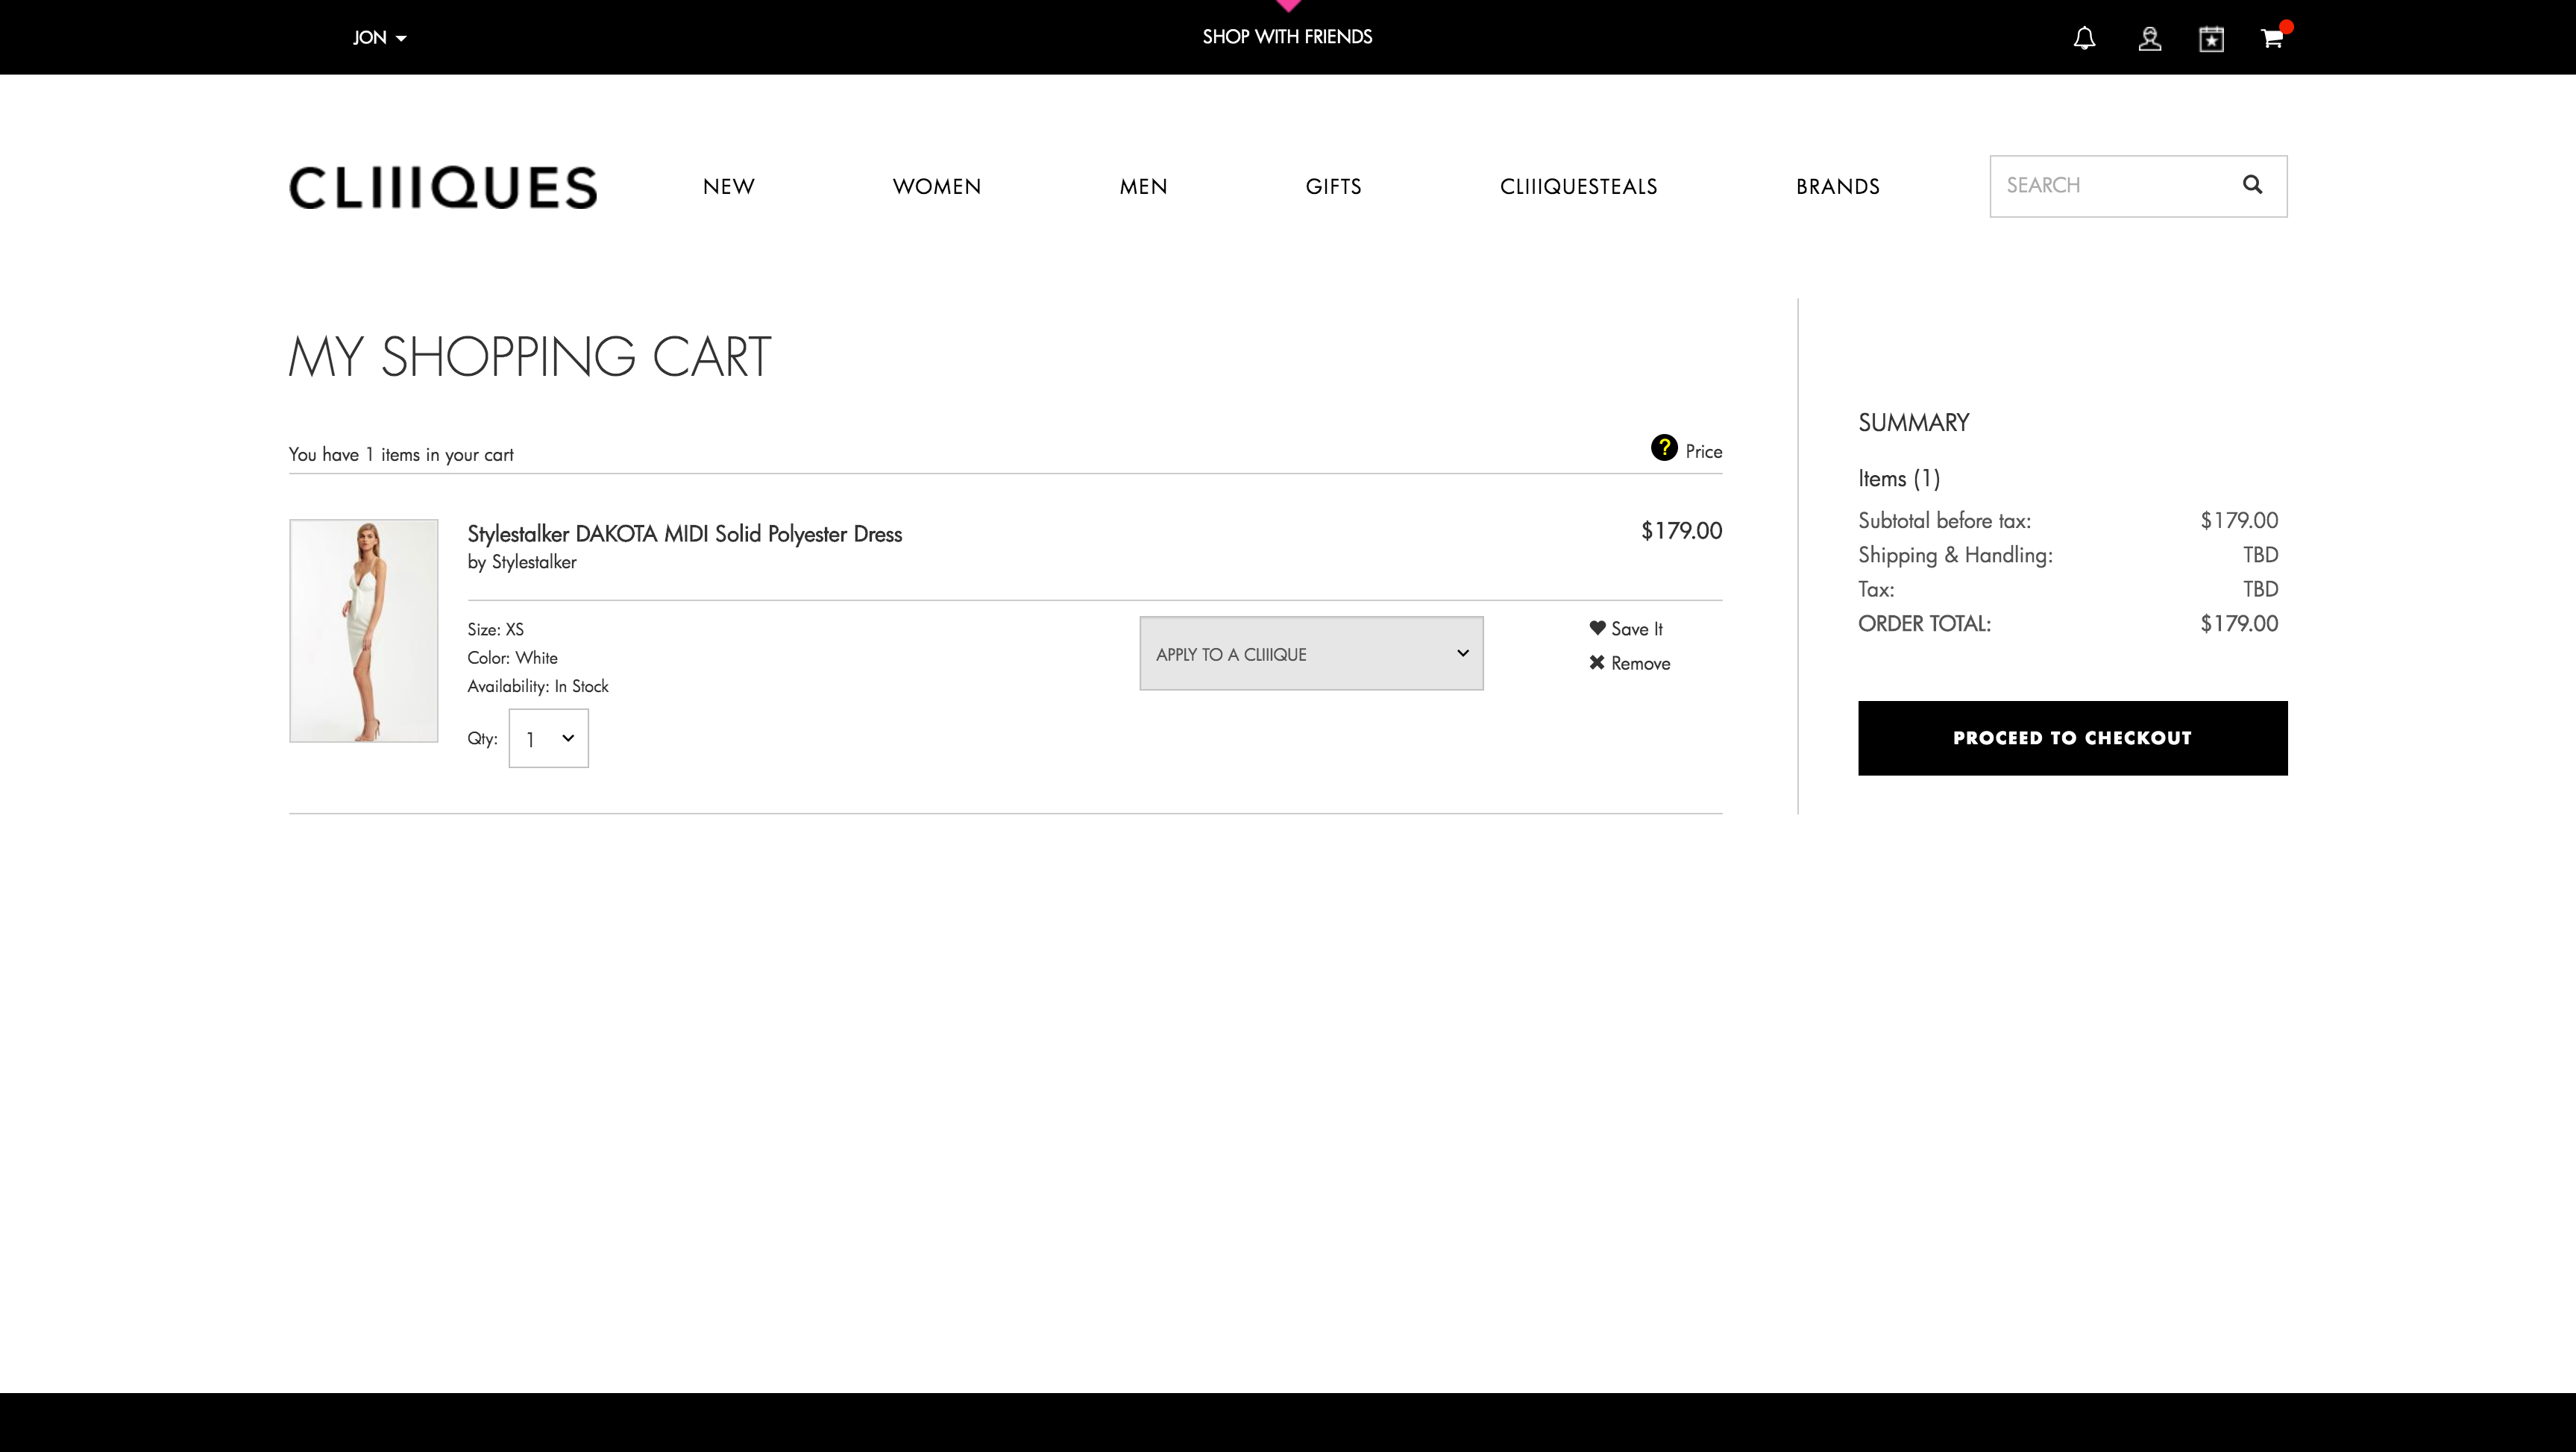 JON
SHOP WITH FRIENDS
CLIIIQUES
NEW
WOMEN
MEN
GIFTS
CLIIIQUESTEALS
BRANDS
SEARCH
MY SHOPPING CART
You have 1 items in your cart
? Price
Stylestalker DAKOTA MIDI Solid Polyester Dress
$179.00
by Stylestalker
Size: XS
Color: White
Availability: In Stock
Qty: 1
APPLY TO A CLIIIQUE
Save It
Remove
SUMMARY
Items (1)
Subtotal before tax: $179.00
Shipping & Handling: TBD
Tax: TBD
ORDER TOTAL: $179.00
PROCEED TO CHECKOUT